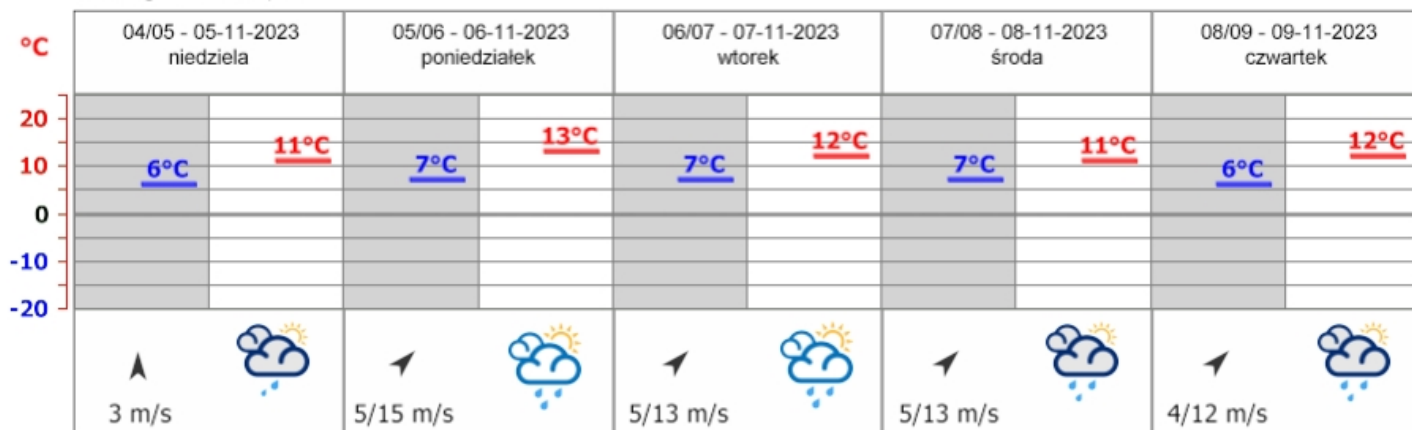 °C
04/05 - 05-11-2023
niedziela
05/06 - 06-11-2023
poniedziałek
06/07 - 07-11-2023
wtorek
07/08 - 08-11-2023
środa
08/09 - 09-11-2023
czwartek
20
10
0
-10
-20
6°C
11°C
7°C
13°C
7°C
12°C
7°C
11°C
6°C
12°C
3 m/s
5/15 m/s
5/13 m/s
5/13 m/s
4/12 m/s